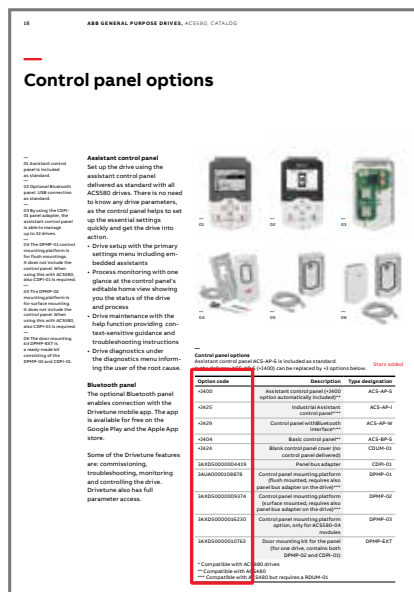 18
ABB GENERAL PURPOSE DRIVES, ACS580, CATALOG
Control panel options
—
01 Assistant control
panel is included
as standard.
—
02 Optional Bluetooth
panel. USB connection
as standard.
—
03 By using the CDPI-
01 panel adapter, the
assistant control panel
is able to manage
up to 32 drives.
—
04 The DPMP-01 control
mounting platform is
for flush mountings.
It does not include the
control panel. When
using this with ACS580,
also CDPI-01 is required.
—
05 The DPMP-02
mounting platform is
for surface mounting.
It does not include the
control panel. When
using this with ACS580,
also CDPI-01 is required.
—
06 The door mounting
kit DPMP-EXT is
a ready-made kit
consisting of the
DPMP-02 and CDPI-01.
Assistant control panel
Set up the drive using the
assistant control panel
delivered as standard with all
ACS580 drives. There is no need
to know any drive parameters,
as the control panel helps to set
up the essential settings
quickly and get the drive into
action.
• Drive setup with the primary
settings menu including em-
bedded assistants
• Process monitoring with one
glance at the control panel's
editable home view showing
you the status of the drive
and process
• Drive maintenance with the
help function providing con-
text-sensitive guidance and
troubleshooting instructions
• Drive diagnostics under
the diagnostics menu inform-
ing the user of the root cause.
Bluetooth panel
The optional Bluetooth panel
enables connection with the
Drivetune mobile app. The app
is available for free on the
Google Play and the Apple App
store.
Some of the Drivetune features
are: commissioning,
troubleshooting, monitoring
and controlling the drive.
Drivetune also has full
parameter access.
—
01
—
02
—
03
—
04
—
05
—
06
—
Control panel options
Assistant control panel ACS-AP-S is included as standard
ACS-AP-S (+J400) can be replaced by +J options below.
Stars added
Option code Description Type designation
+J400 Assistant control panel (+J400 ACS-AP-S
option automatically included)**
+J425 Industrial Assistant ACS-AP-I
control panel***
+J429 Control panel with Bluetooth ACS-AP-W
interface***
+J404 Basic control panel** ACS-BP-S
+J424 Blank control panel cover (no CDUM-01
control panel delivered)
3AXD50000004419 Panel bus adapter CDPI-01
3AUA0000108878 Control panel mounting platform DPMP-01
(flush mounted, requires also
panel bus adapter on the drive)***
3AXD50000009374 Control panel mounting platform DPMP-02
(surface mounted, requires also
panel bus adapter on the drive)***
3AXD50000016230 Control panel mounting platform DPMP-03
option, only for ACS580-04
modules
3AXD50000010763 Door mounting kit for the panel DPMP-EXT
(for one drive, contains both
DPMP-02 and CDPI-01)
* Compatible with ACS380 drives
** Compatible with ACS480
*** Compatible with ACS480 but requires a RDUM-01